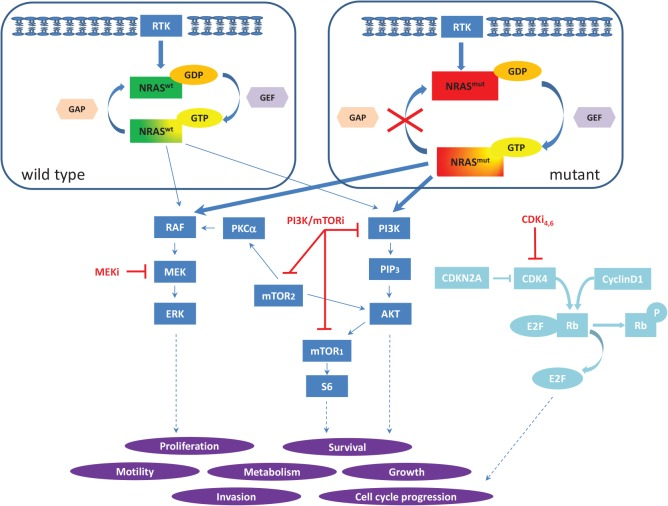 RTK
RTK
GDP
NRASwt
GAP
GEF
GTP
NRASwt
wild type
GDP
NRASmut
GAP
GEF
GTP
NRASmut
mutant
RAF
PKCα
PI3K/mTORi
PI3K
CDKi4,6
MEKi
MEK
PIP3
CDKN2A
CDK4
CyclinD1
mTOR2
ERK
AKT
E2F
Rb
Rb
P
mTOR1
S6
E2F
Proliferation
Survival
Motility
Metabolism
Growth
Invasion
Cell cycle progression